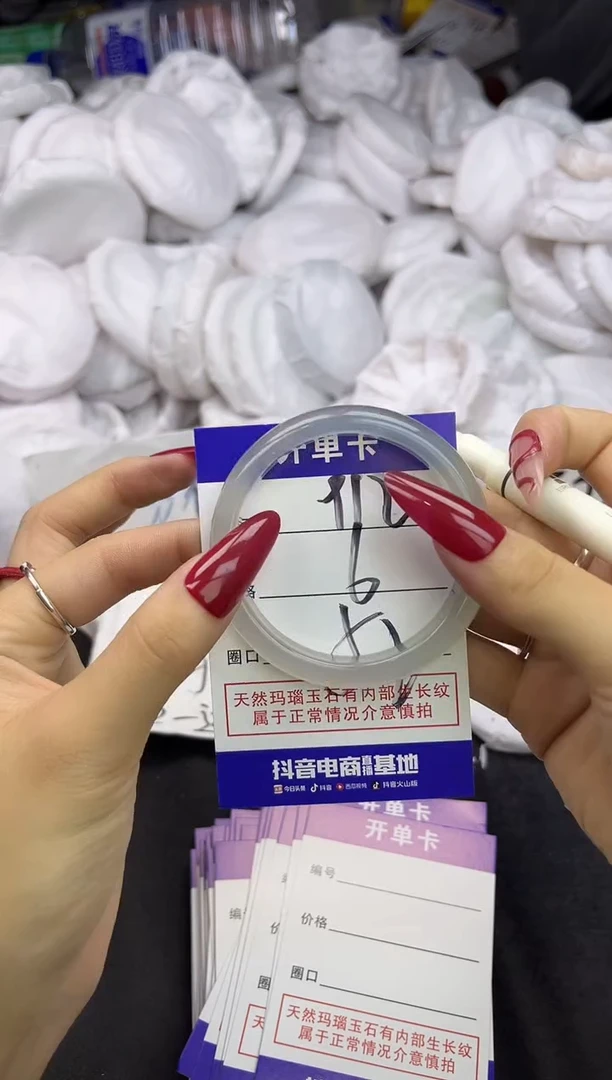 开单卡
6
圈口
天然玛瑙玉石有内部生长纹
属于正常情况介意慎拍
抖音电商直播基地
今日头条 抖音 西瓜视频 抖音火山版
开单卡
开单卡
编号
价格
圈口
天然玛瑙玉石有内部生长纹
属于正常情况介意慎拍